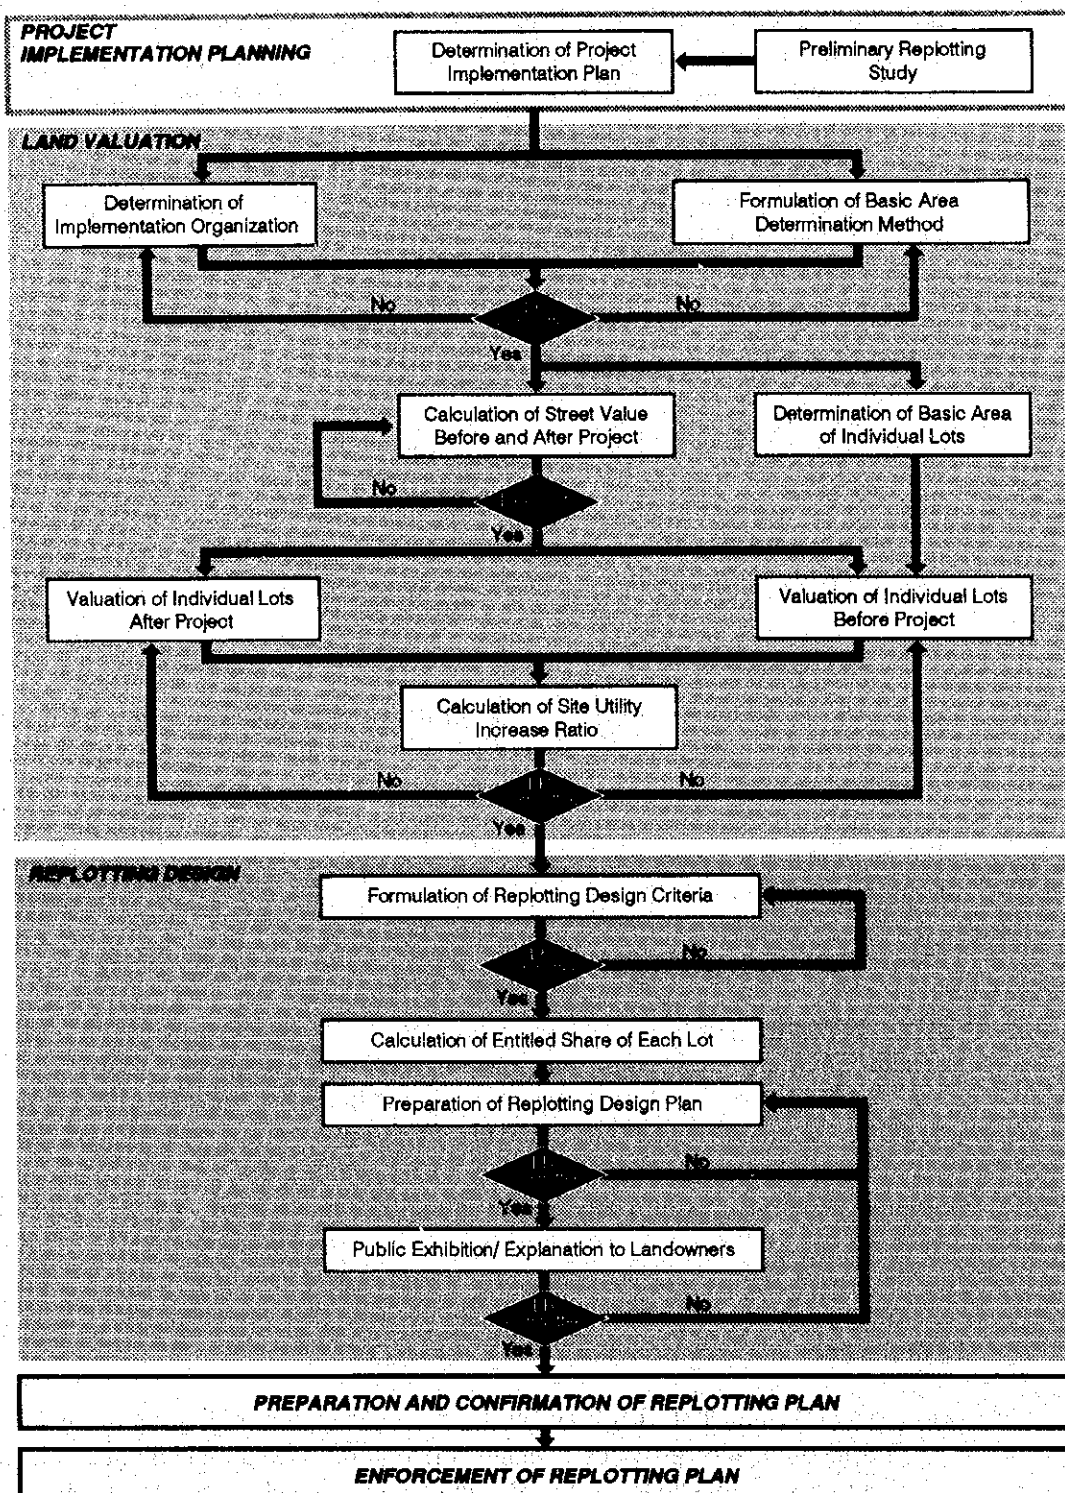 PROJECT
IMPLEMENTATION PLANNING
Determination of Project
Implementation Plan
Preliminary Replotting
Study
LAND VALUATION
Determination of
Implementation Organization
Formulation of Basic Area
Determination Method
No
No
Yes
Calculation of Street Value
Before and After Project
Determination of Basic Area
of Individual Lots
No
Yes
Valuation of Individual Lots
After Project
Valuation of Individual Lots
Before Project
Calculation of Site Utility
Increase Ratio
No
No
Yes
REPLOTTING DESIGN
Formulation of Replotting Design Criteria
No
Yes
Calculation of Entitled Share of Each Lot
Preparation of Replotting Design Plan
No
Yes
Public Exhibition/ Explanation to Landowners
No
Yes
PREPARATION AND CONFIRMATION OF REPLOTTING PLAN
ENFORCEMENT OF REPLOTTING PLAN